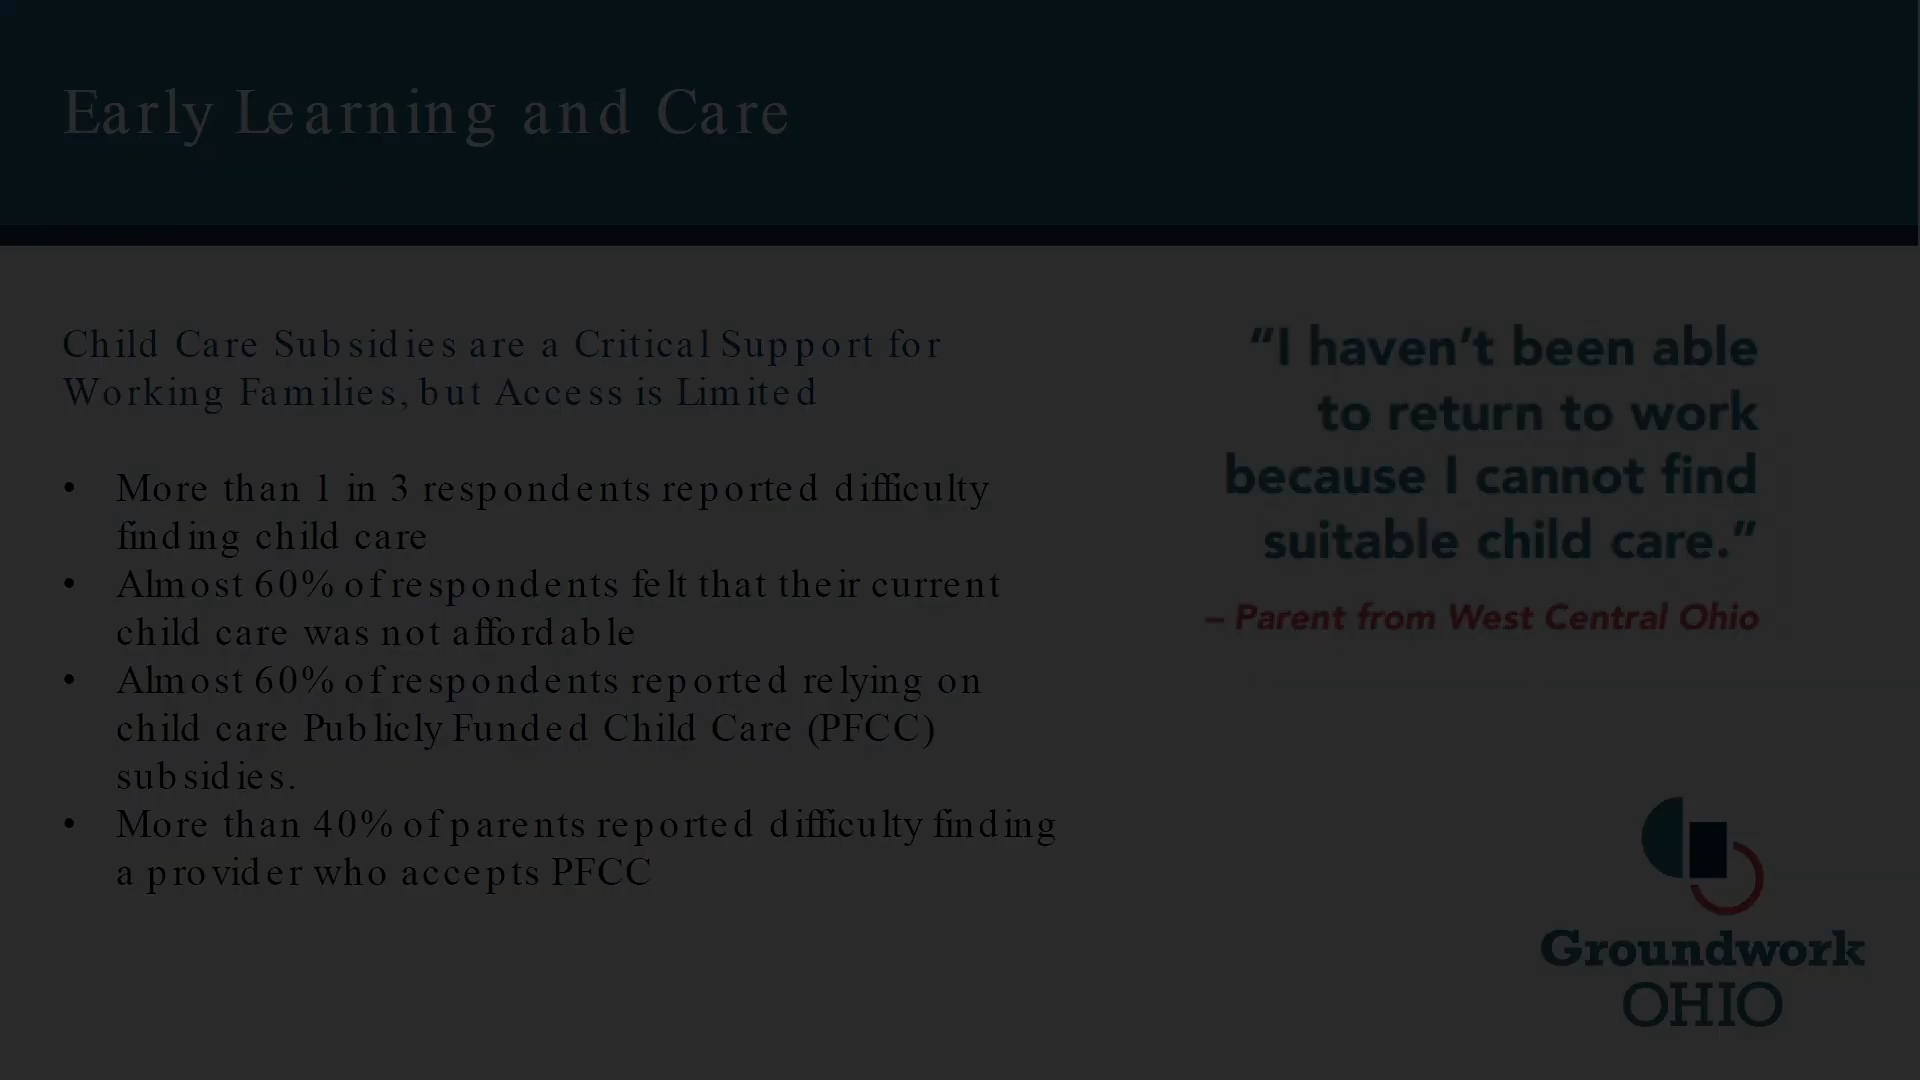 Early Learning and Care
Child Care Subsidies are a Critical Support for
Working Families, but Access is Limited
• More than 1 in 3 respondents reported difficulty
finding child care
• Almost 60% of respondents felt that their current
child care was not affordable
• Almost 60% of respondents reported relying on
child care Publicly Funded Child Care (PFCC)
subsidies.
• More than 40% of parents reported difficulty finding
a provider who accepts PFCC
“I haven’t been able
to return to work
because I cannot find
suitable child care.”
– Parent from West Central Ohio
Groundwork
OHIO